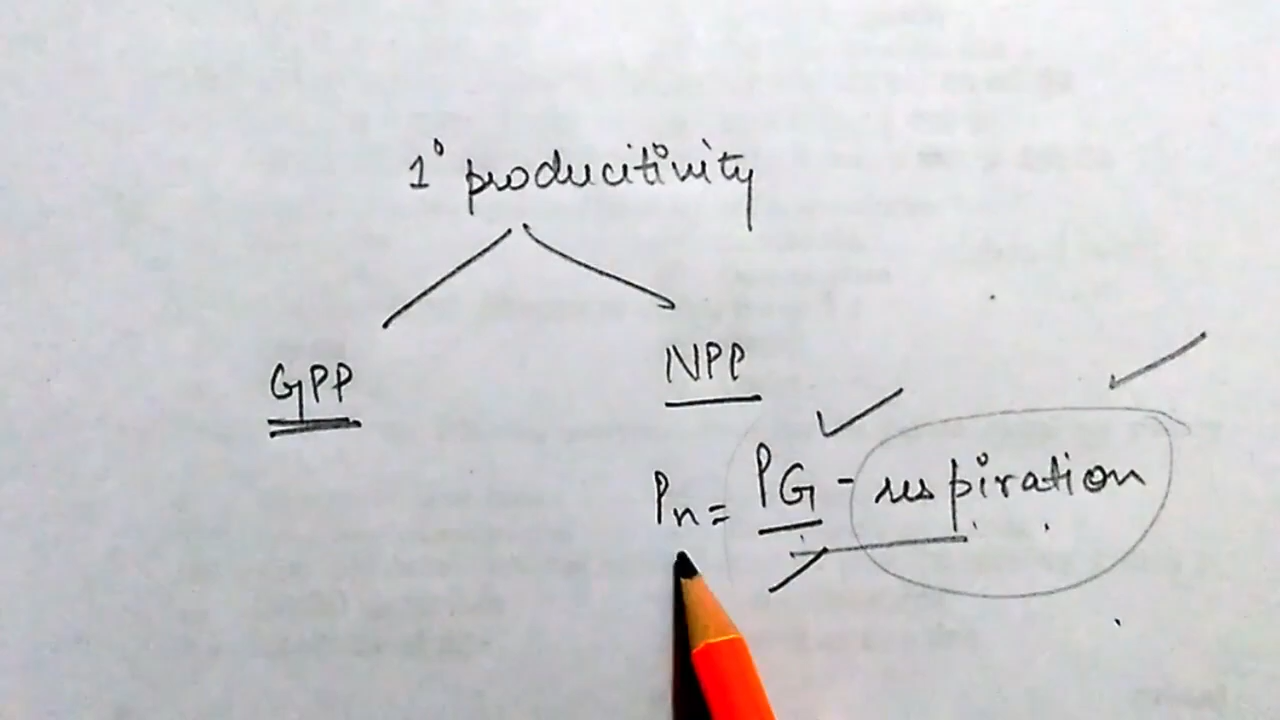 1° producitivity
GPP
NPP
Pn = PG - respiration